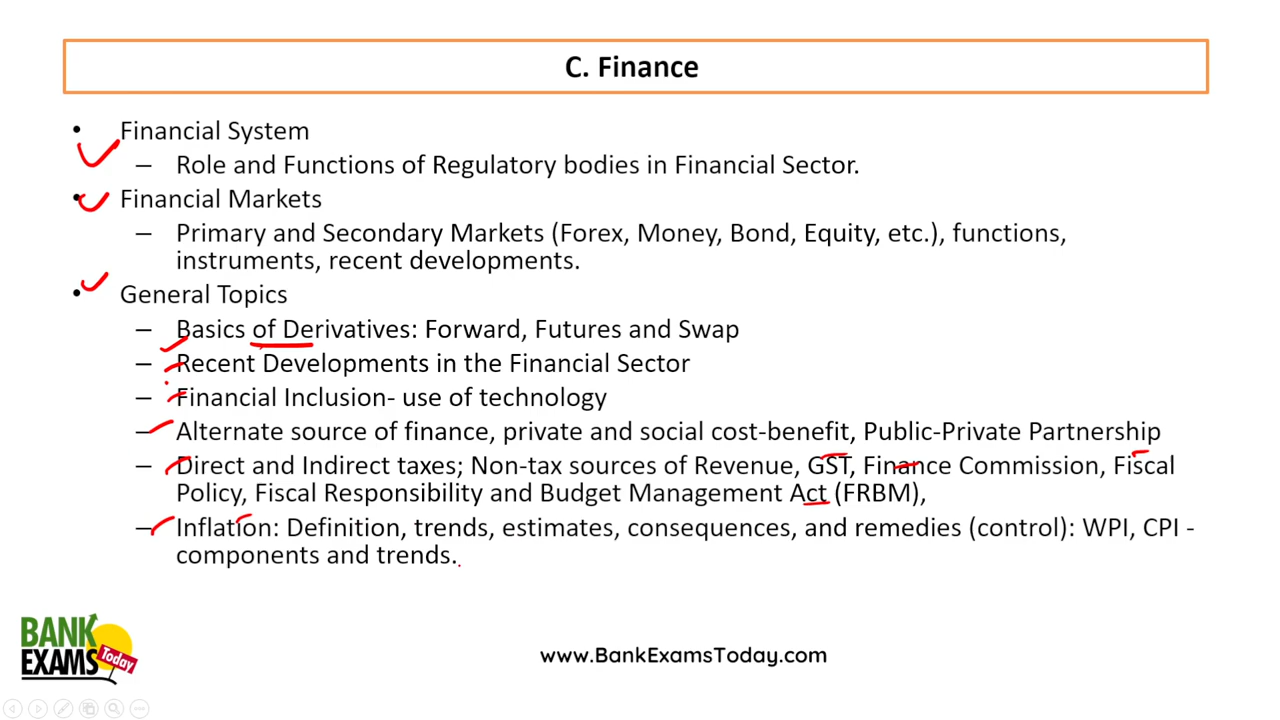 C. Finance
• Financial System
– Role and Functions of Regulatory bodies in Financial Sector.
• Financial Markets
– Primary and Secondary Markets (Forex, Money, Bond, Equity, etc.), functions,
instruments, recent developments.
• General Topics
– Basics of Derivatives: Forward, Futures and Swap
– Recent Developments in the Financial Sector
– Financial Inclusion- use of technology
– Alternate source of finance, private and social cost-benefit, Public-Private Partnership
– Direct and Indirect taxes; Non-tax sources of Revenue, GST, Finance Commission, Fiscal
Policy, Fiscal Responsibility and Budget Management Act (FRBM),
– Inflation: Definition, trends, estimates, consequences, and remedies (control): WPI, CPI -
components and trends.
BANK
EXAMS Today
www.BankExamsToday.com